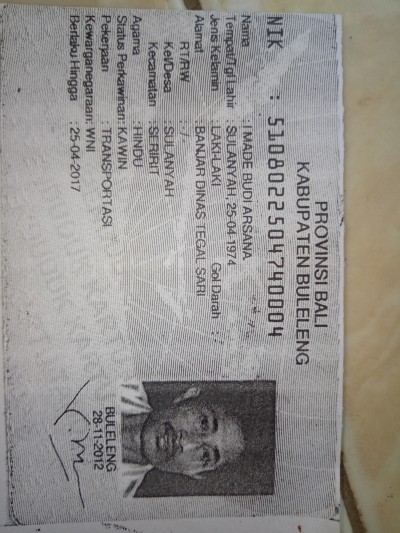 PROVINSI BALI
KABUPATEN BULELENG
NIK : 5108022504740004
Nama : I MADE BUDI ARSANA
Tempat/Tgl Lahir : SULANYAH, 25-04-1974
Jenis Kelamin : LAKI-LAKI Gol Darah :
Alamat : BANJAR DINAS TEGAL SARI
RT/RW : -/-
Kel/Desa : SULANYAH
Kecamatan : SERIRIT
Agama : HINDU
Status Perkawinan: KAWIN
Pekerjaan : TRANSPORTASI
Kewarganegaraan: WNI
Berlaku Hingga : 25-04-2017
BULELENG
28-11-2012